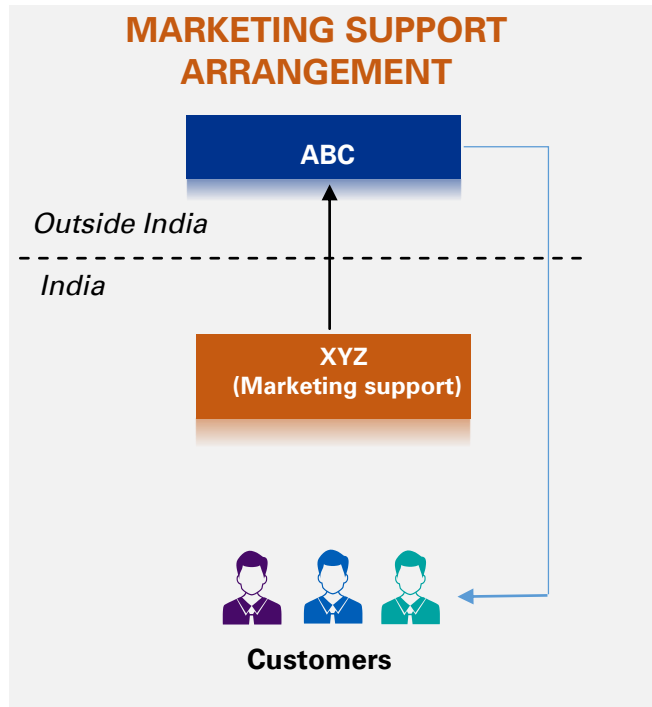 MARKETING SUPPORT
ARRANGEMENT
ABC
Outside India
India
XYZ
(Marketing support)
Customers